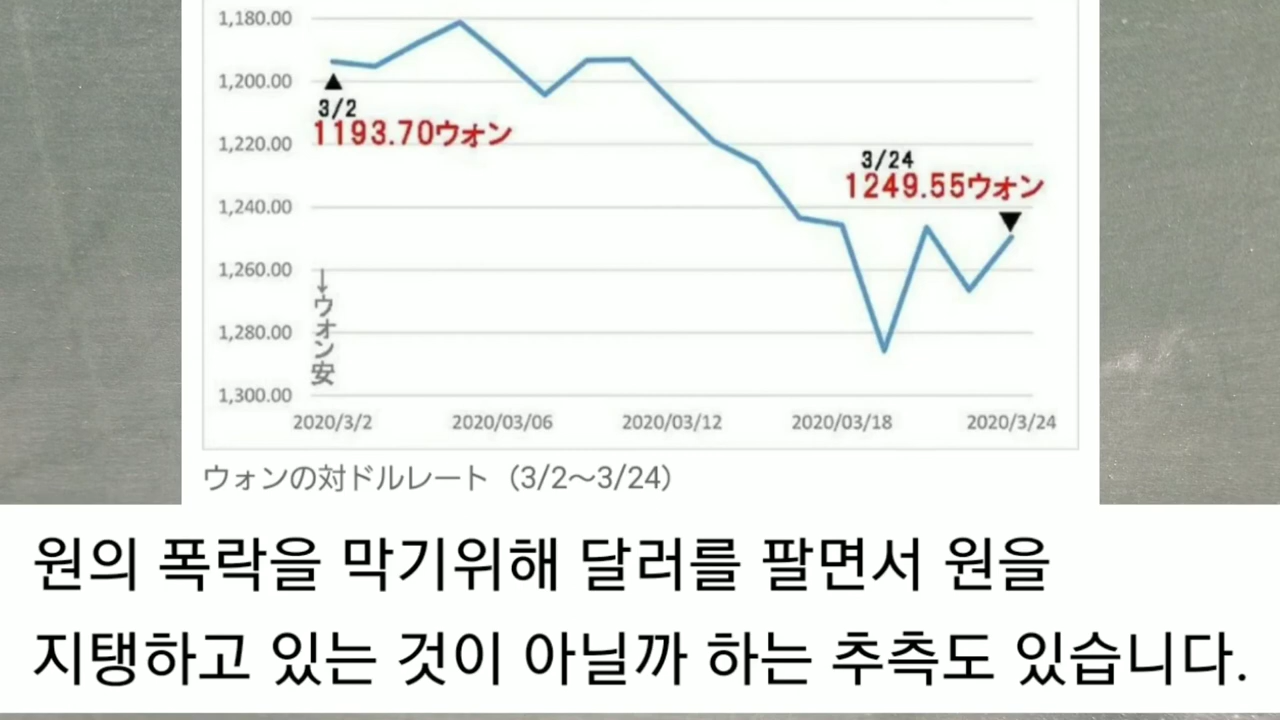 1,180.00
1,200.00
1,220.00
1,240.00
1,260.00
1,280.00
1,300.00
3/2
1193.70ウォン
3/24
1249.55ウォン
↓ウォン安
2020/3/2 2020/03/06 2020/03/12 2020/03/18 2020/3/24
ウォンの対ドルレート（3/2～3/24）
원의 폭락을 막기위해 달러를 팔면서 원을
지탱하고 있는 것이 아닐까 하는 추측도 있습니다.